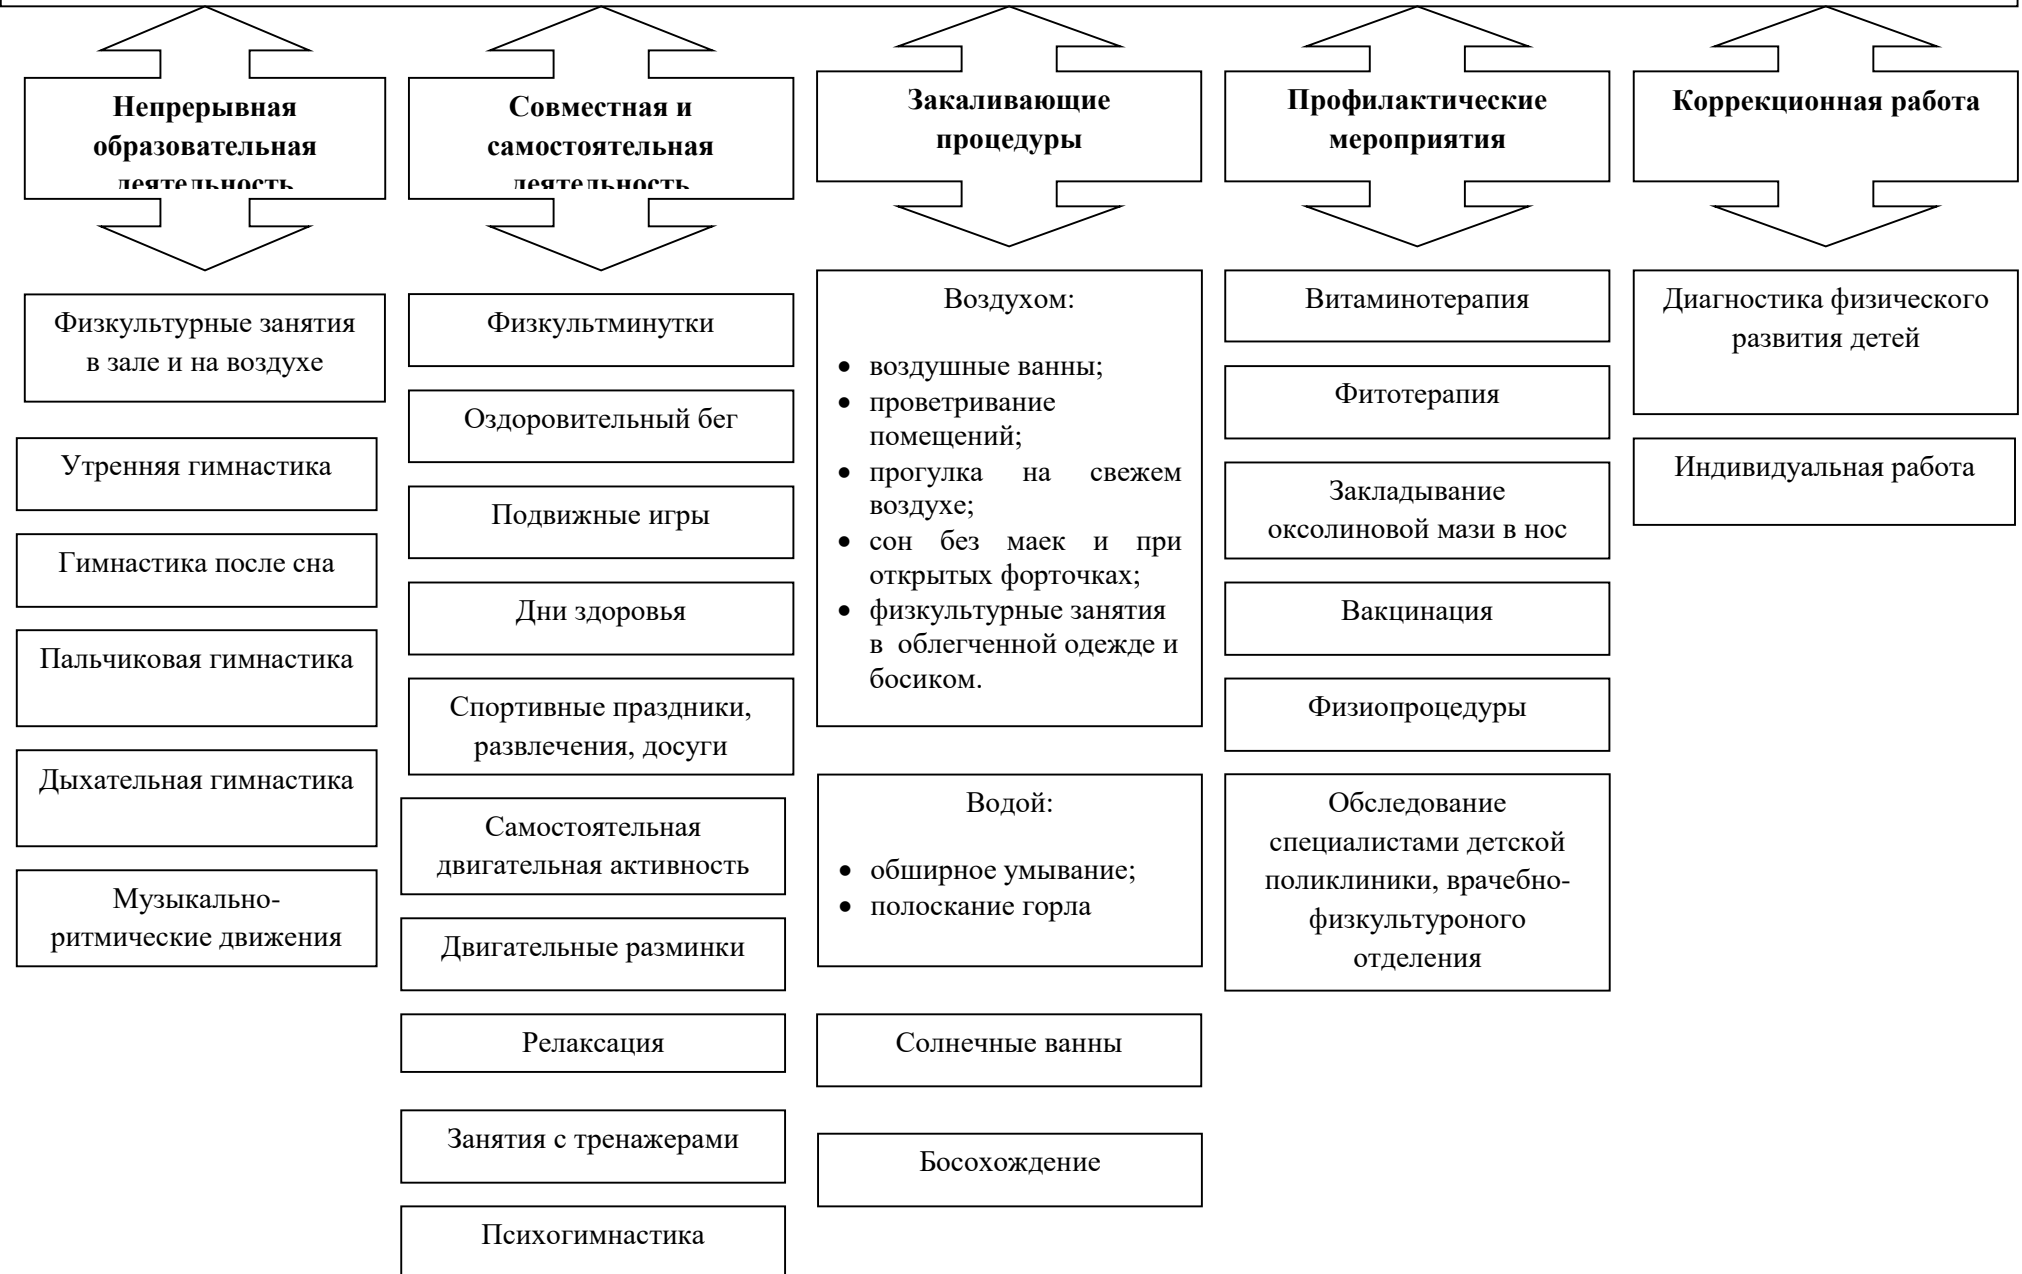 Непрерывная
образовательная
деятельность
Физкультурные занятия
в зале и на воздухе
Утренняя гимнастика
Гимнастика после сна
Пальчиковая гимнастика
Дыхательная гимнастика
Музыкально-
ритмические движения
Совместная и
самостоятельная
деятельность
Физкультминутки
Оздоровительный бег
Подвижные игры
Дни здоровья
Спортивные праздники,
развлечения, досуги
Самостоятельная
двигательная активность
Двигательные разминки
Релаксация
Занятия с тренажерами
Психогимнастика
Закаливающие
процедуры
Воздухом:
• воздушные ванны;
• проветривание
помещений;
• прогулка на свежем
воздухе;
• сон без маек и при
открытых форточках;
• физкультурные занятия
в облегченной одежде и
босиком.
Водой:
• обширное умывание;
• полоскание горла
Солнечные ванны
Босохождение
Профилактические
мероприятия
Витаминотерапия
Фитотерапия
Закладывание
оксолиновой мази в нос
Вакцинация
Физиопроцедуры
Обследование
специалистами детской
поликлиники, врачебно-
физкультуроного
отделения
Коррекционная работа
Диагностика физического
развития детей
Индивидуальная работа